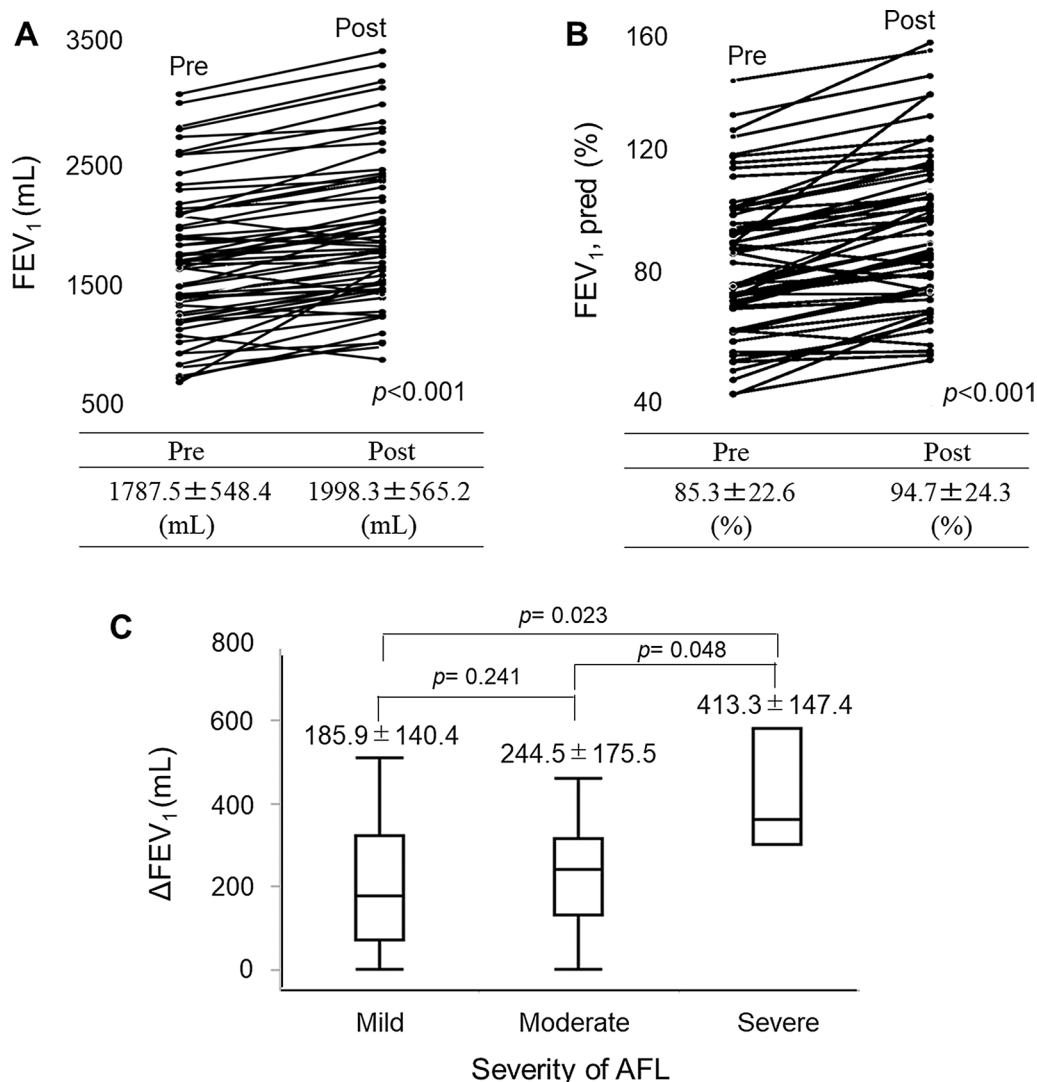 A
3500
2500
1500
500
FEV1 (mL)
Pre
Post
p<0.001
Pre Post
1787.5±548.4 1998.3±565.2
(mL) (mL)
B
160
120
80
40
FEV1, pred (%)
Pre
Post
p<0.001
Pre Post
85.3±22.6 94.7±24.3
(%) (%)
C
800
600
400
200
0
ΔFEV1 (mL)
p= 0.023
p= 0.048
p= 0.241
413.3±147.4
185.9±140.4
244.5±175.5
Mild Moderate Severe
Severity of AFL